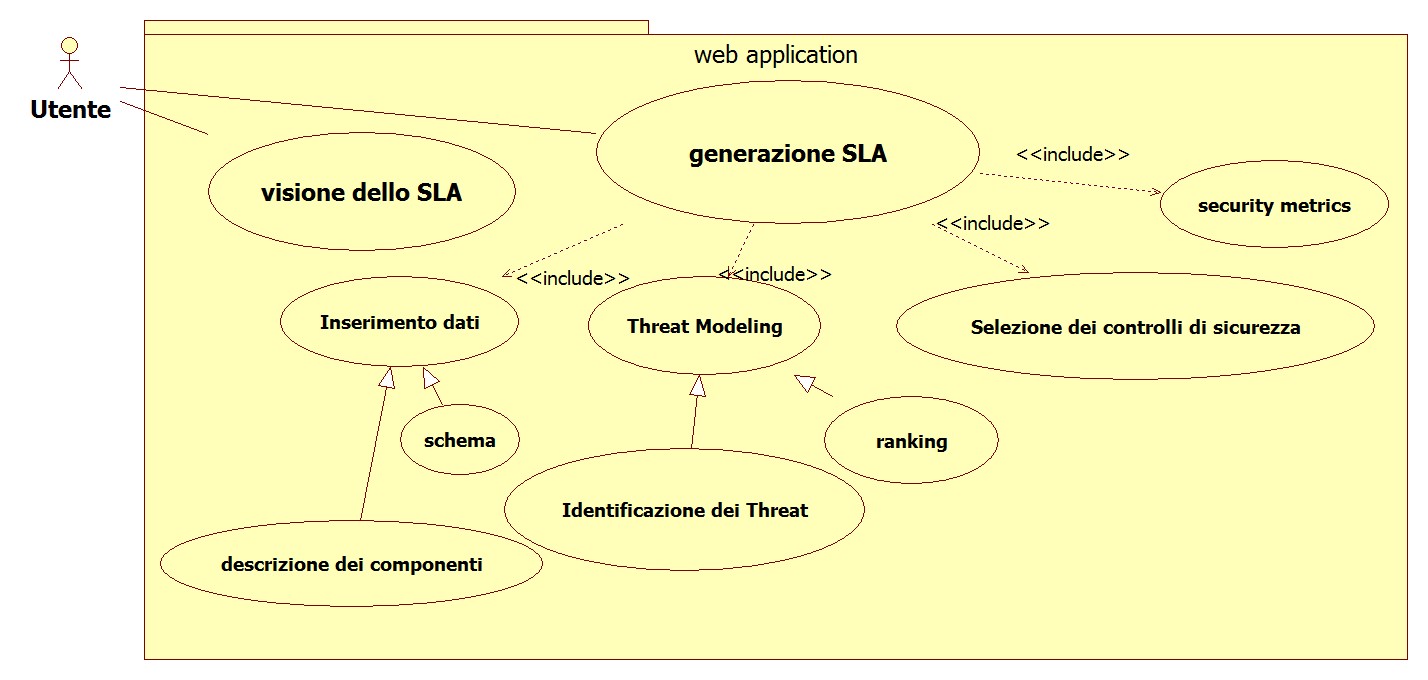 web application
Utente
generazione SLA
<<include>>
visione dello SLA
security metrics
<<include>>
<<include>>
<<include>>
Inserimento dati
Threat Modeling
Selezione dei controlli di sicurezza
schema
ranking
Identificazione dei Threat
descrizione dei componenti